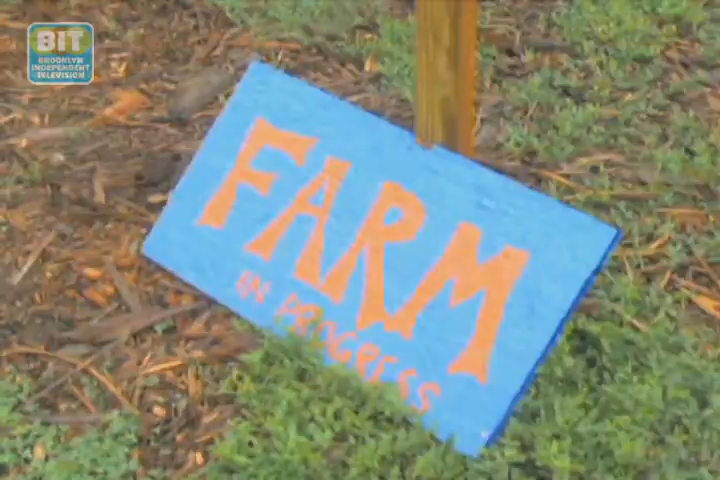 BIT
BROOKLYN
INDEPENDENT
TELEVISION
FARM
IN PROGRESS